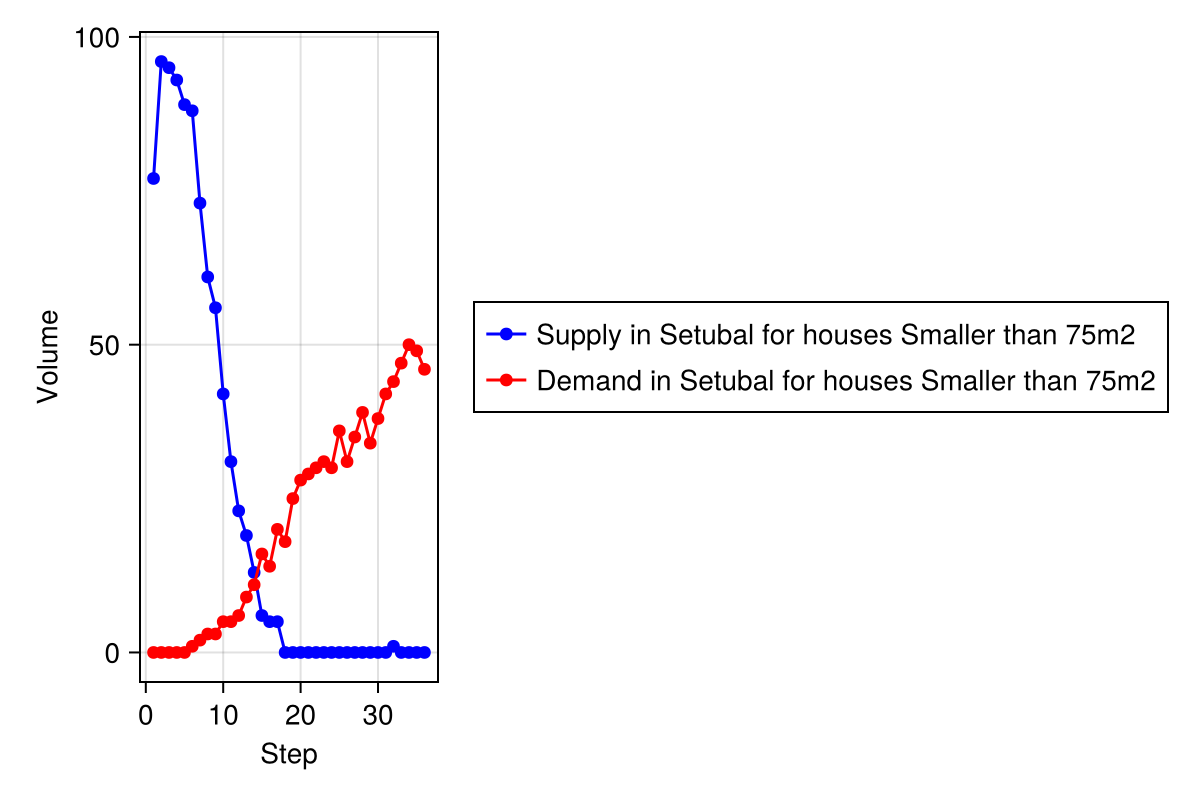 100
50
0
Volume
0 10 20 30
Step
Supply in Setubal for houses Smaller than 75m2
Demand in Setubal for houses Smaller than 75m2